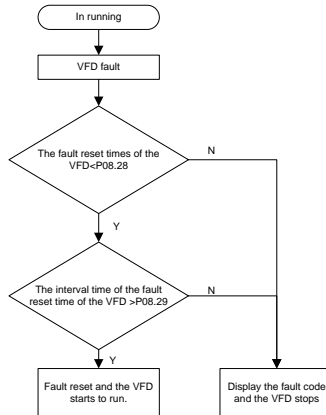 In running
VFD fault
The fault reset times of the
VFD<P08.28
N
Y
The interval time of the fault
reset time of the VFD >P08.29
N
Y
Fault reset and the VFD
starts to run.
Display the fault code
and the VFD stops